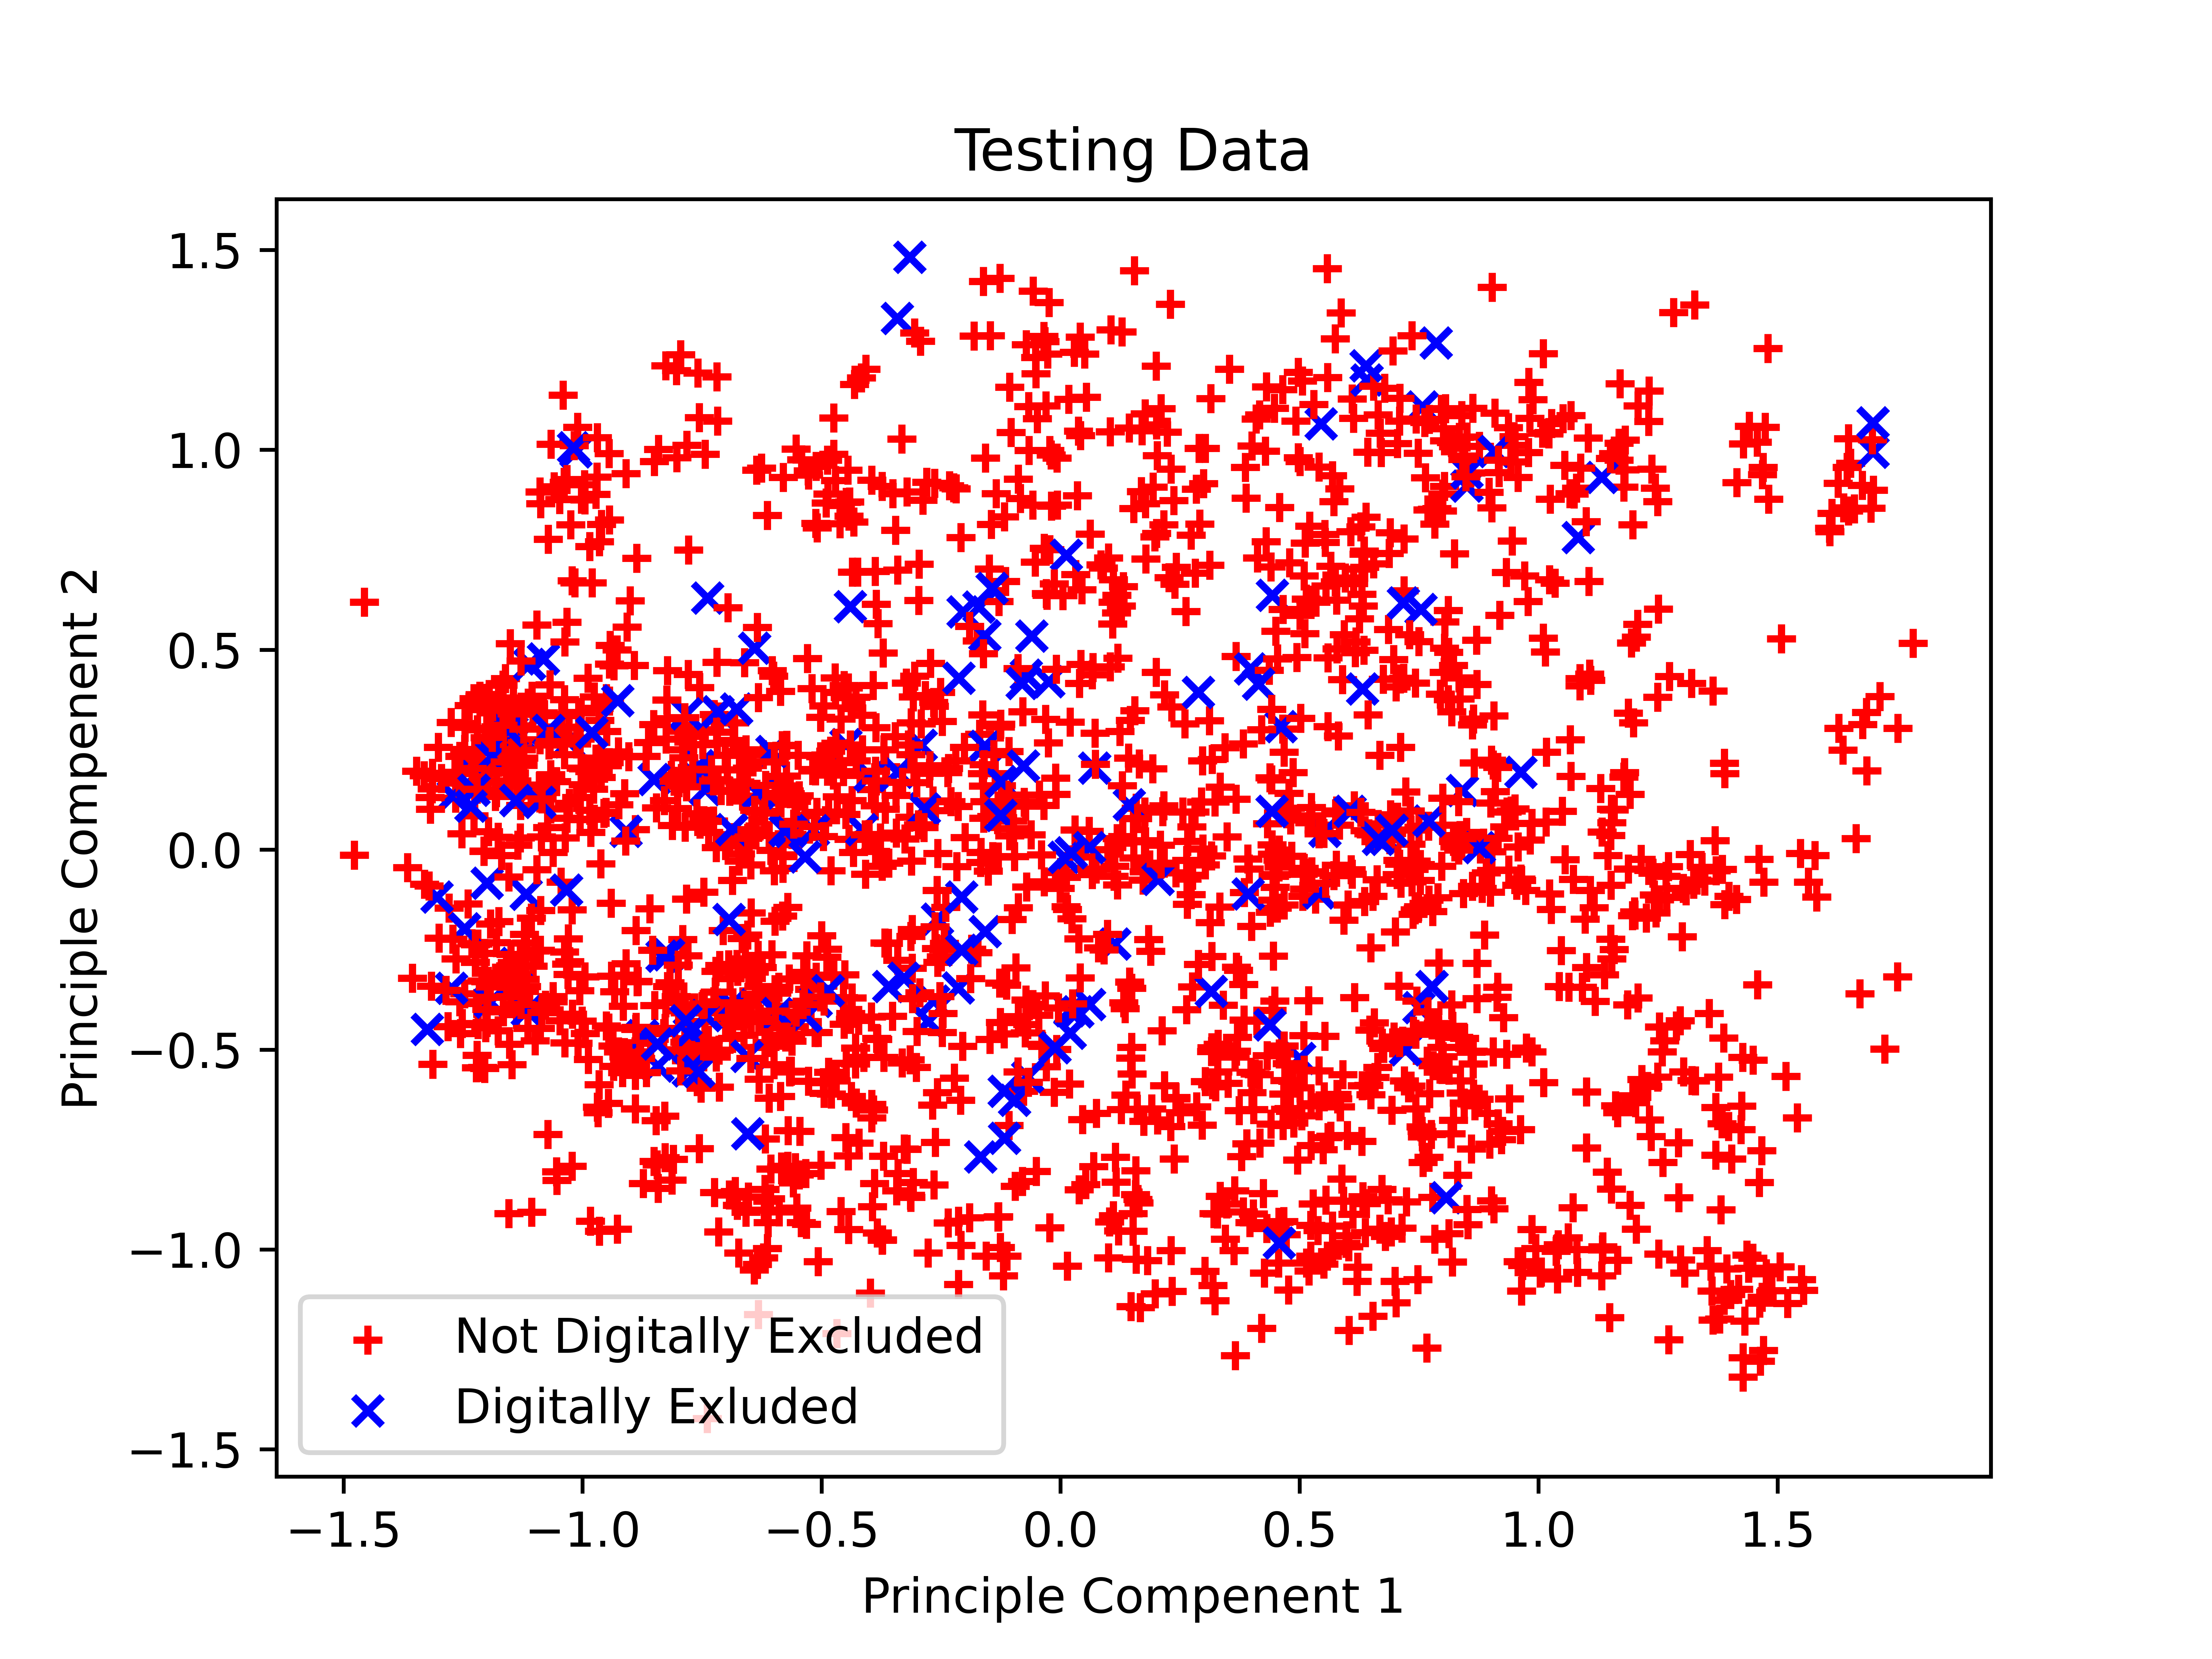 Testing Data
1.5
1.0
0.5
0.0
−0.5
−1.0
−1.5
Principle Compenent 2
Not Digitally Excluded
Digitally Exluded
−1.5 −1.0 −0.5 0.0 0.5 1.0 1.5
Principle Compenent 1